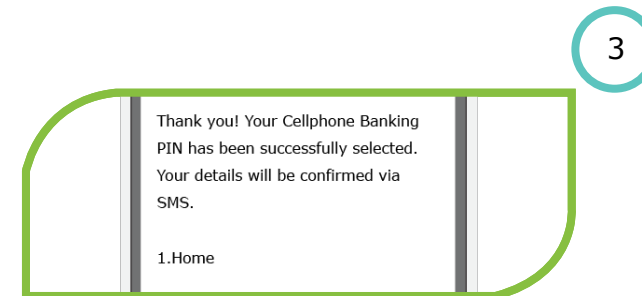 3
Thank you! Your Cellphone Banking
PIN has been successfully selected.
Your details will be confirmed via
SMS.
1.Home